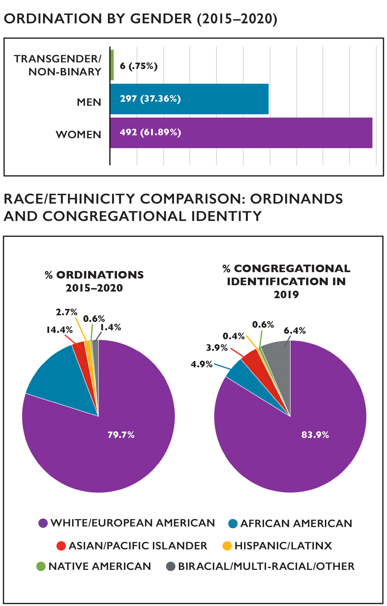 ORDINATION BY GENDER (2015–2020)
TRANSGENDER/
NON-BINARY
6 (.75%)
MEN
297 (37.36%)
WOMEN
492 (61.89%)
RACE/ETHNICITY COMPARISON: ORDINANDS
AND CONGREGATIONAL IDENTITY
% ORDINATIONS
2015–2020
2.7%
0.6%
14.4%
1.4%
79.7%
% CONGREGATIONAL
IDENTIFICATION IN
2019
0.6%
0.4%
6.4%
3.9%
4.9%
83.9%
WHITE/EUROPEAN AMERICAN
AFRICAN AMERICAN
ASIAN/PACIFIC ISLANDER
HISPANIC/LATINX
NATIVE AMERICAN
BIRACIAL/MULTI-RACIAL/OTHER